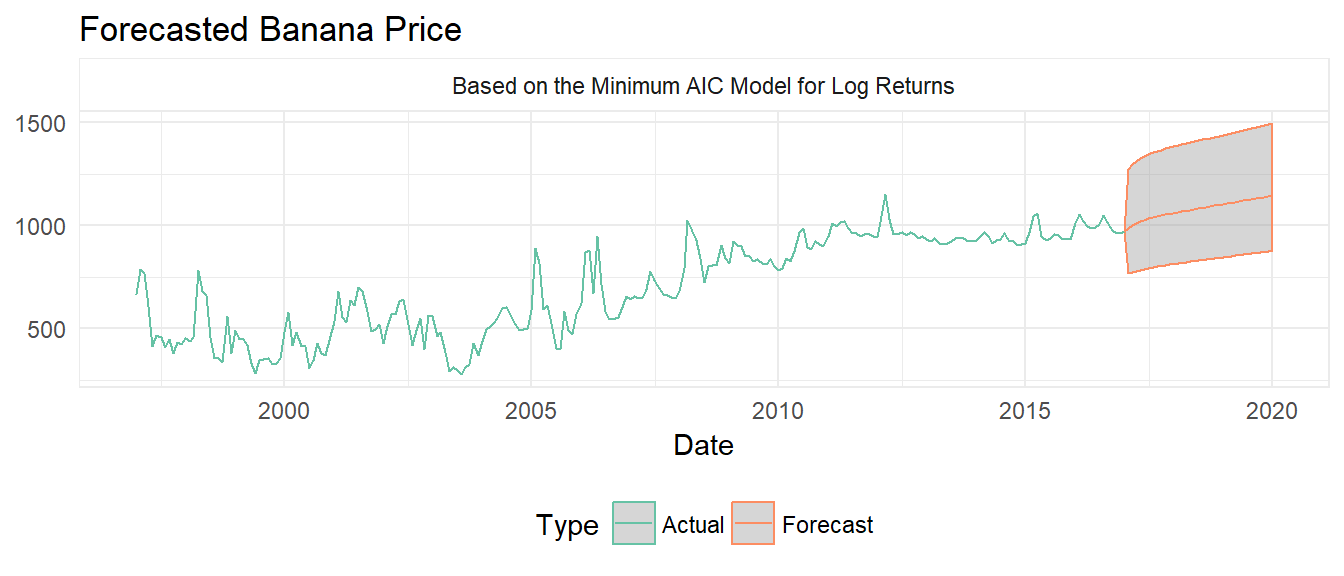 Forecasted Banana Price
Based on the Minimum AIC Model for Log Returns
1500
1000
500
2000 2005 2010 2015 2020
Date
Type Actual Forecast